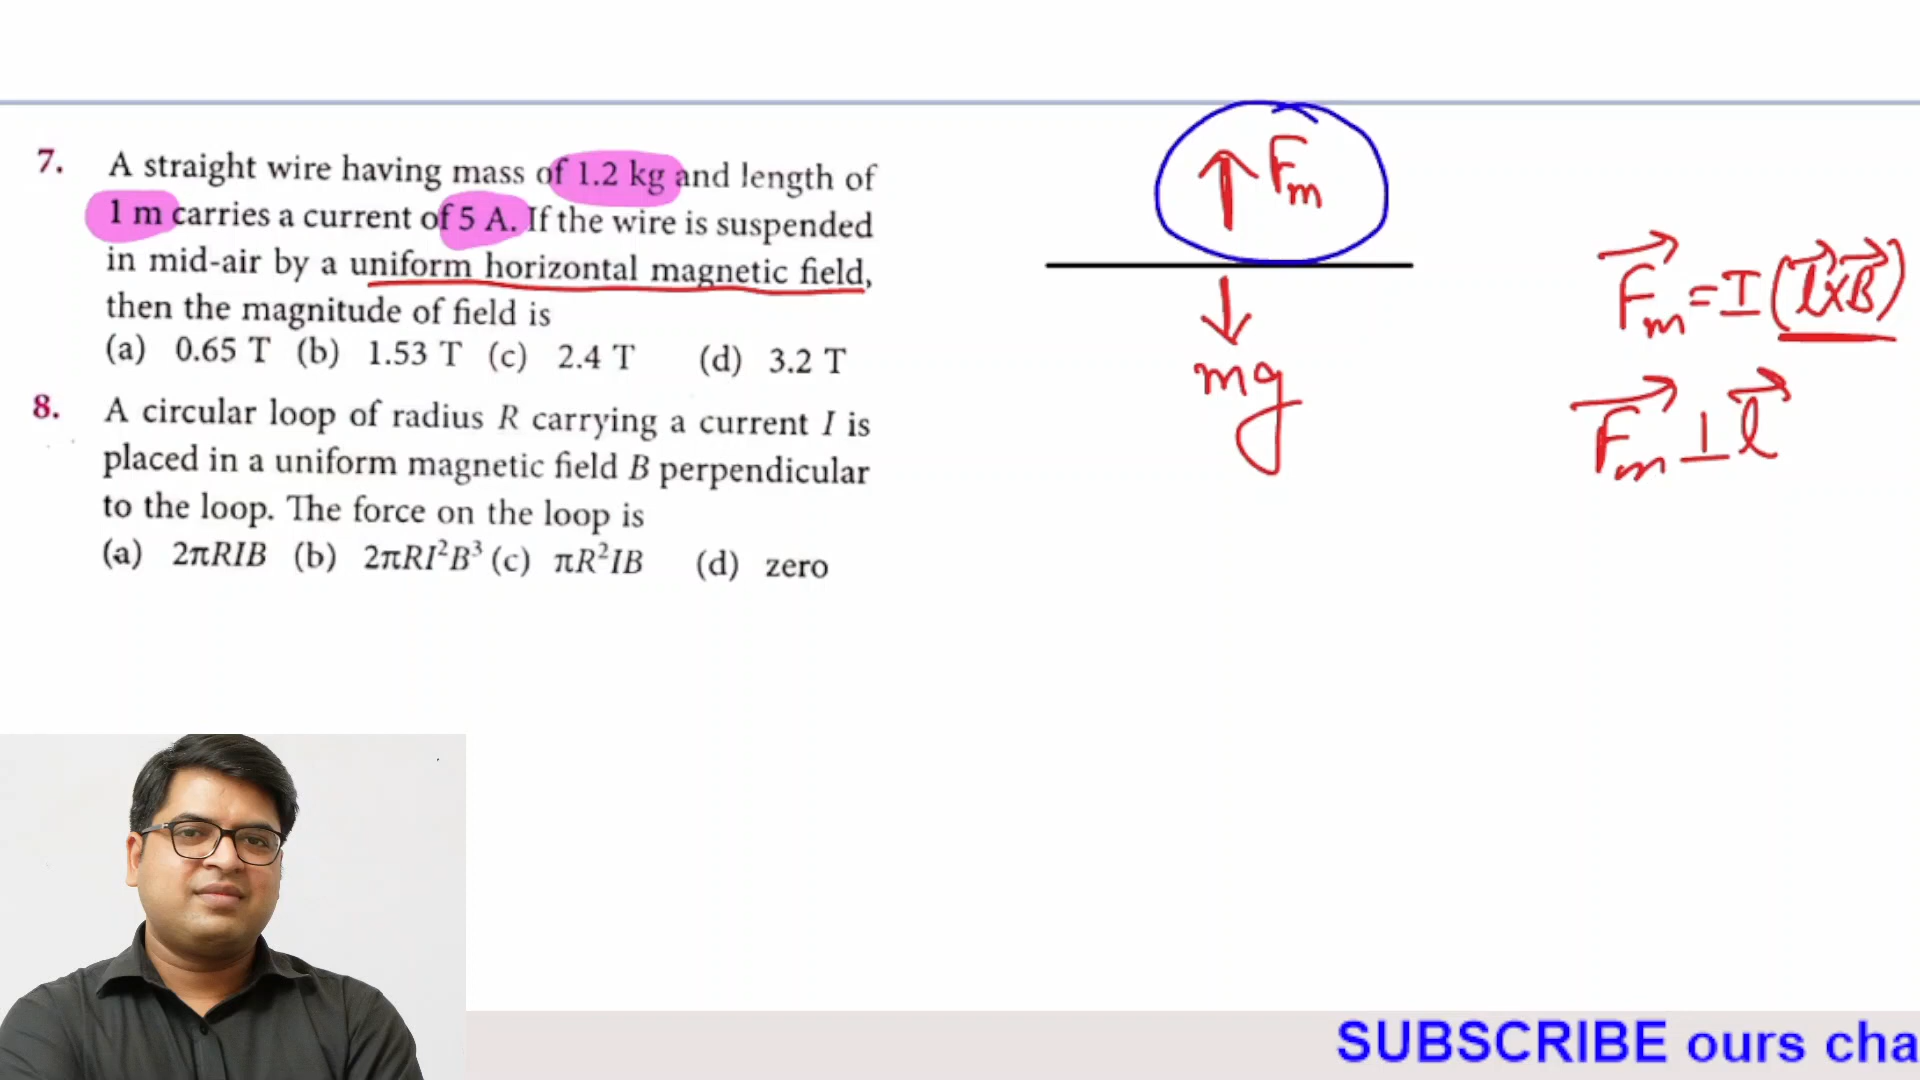 7. A straight wire having mass of 1.2 kg and length of
1 m carries a current of 5 A. If the wire is suspended
in mid-air by a uniform horizontal magnetic field,
then the magnitude of field is
(a) 0.65 T (b) 1.53 T (c) 2.4 T (d) 3.2 T
8. A circular loop of radius R carrying a current I is
placed in a uniform magnetic field B perpendicular
to the loop. The force on the loop is
(a) 2πRIB (b) 2πRI²B³ (c) πR²IB (d) zero
Fm
mg
Fm = I (l×B)
Fm ⊥ l
SUBSCRIBE ours cha